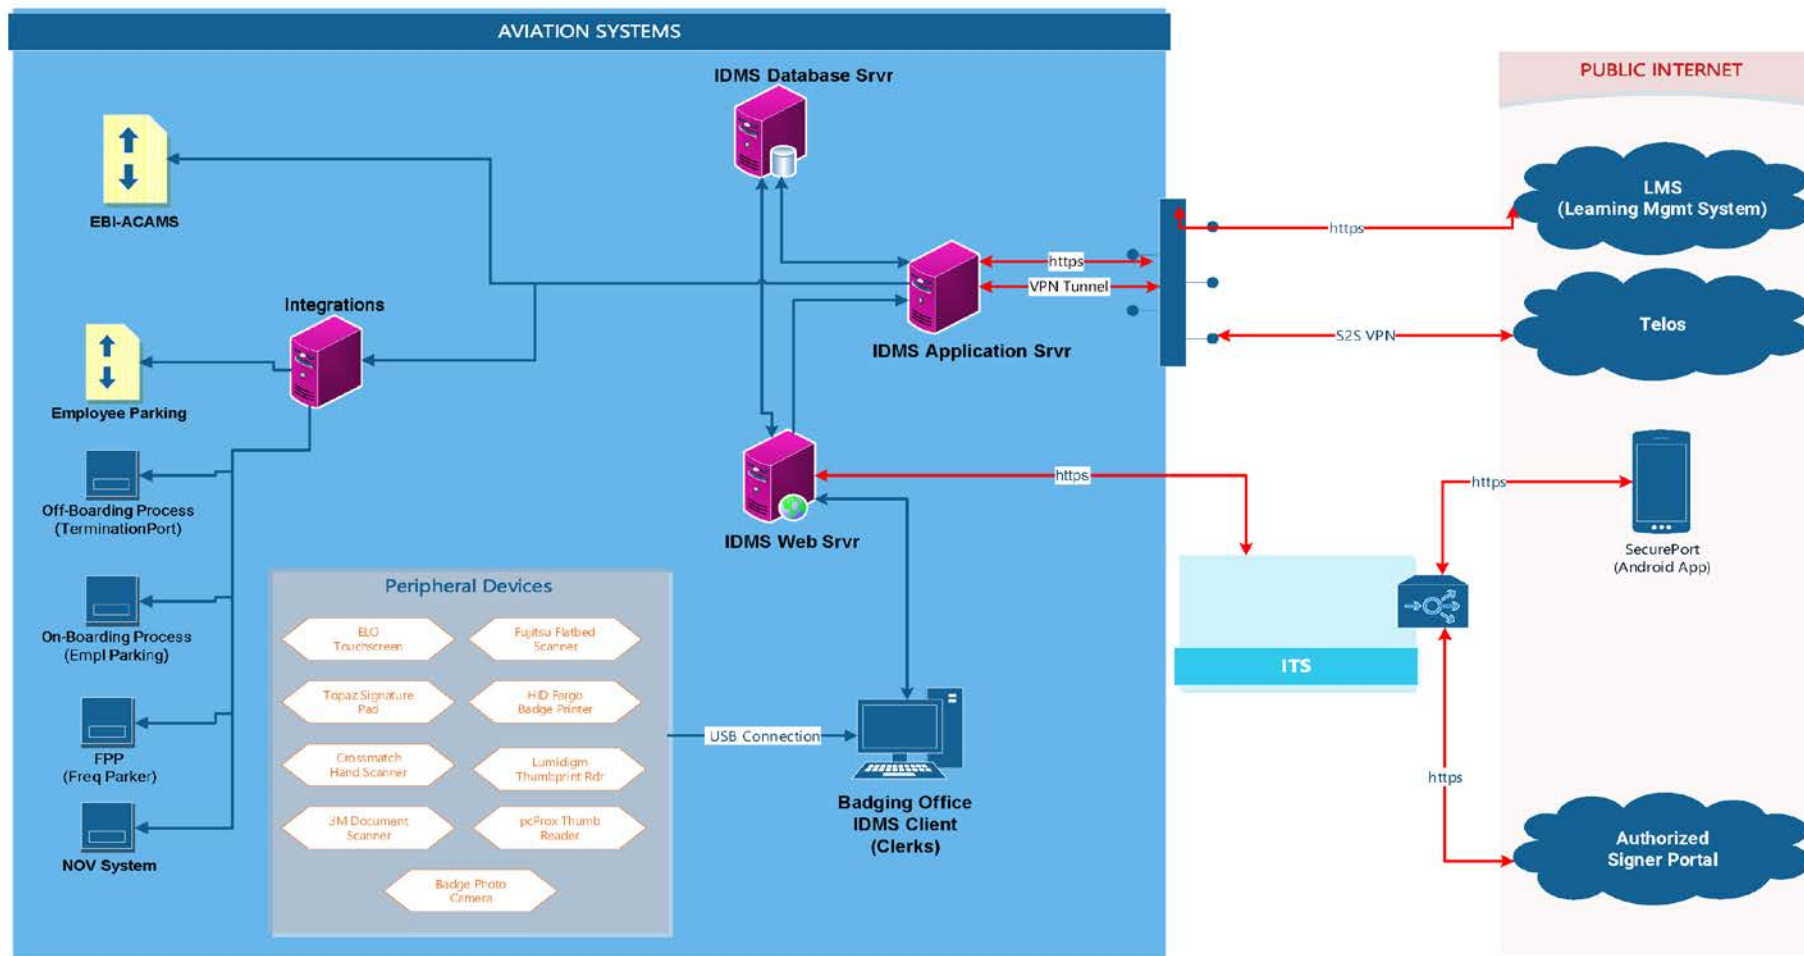 AVIATION SYSTEMS
IDMS Database Srvr
PUBLIC INTERNET
EBI-ACAMS
LMS
(Learning Mgmt System)
https
https
VPN Tunnel
Integrations
IDMS Application Srvr
S2S VPN
Telos
Employee Parking
https
https
Off-Boarding Process
(TerminationPort)
IDMS Web Srvr
SecurePort
(Android App)
Peripheral Devices
ELO
Touchscreen
Fujitsu Flatbed
Scanner
On-Boarding Process
(Empl Parking)
ITS
Topaz Signature
Pad
HID Fargo
Badge Printer
USB Connection
FPP
(Freq Parker)
Crossmatch
Hand Scanner
Lumidigm
Thumbprint Rdr
https
Badging Office
IDMS Client
(Clerks)
3M Document
Scanner
pcProx Thumb
Reader
Authorized
Signer Portal
NOV System
Badge Photo
Camera